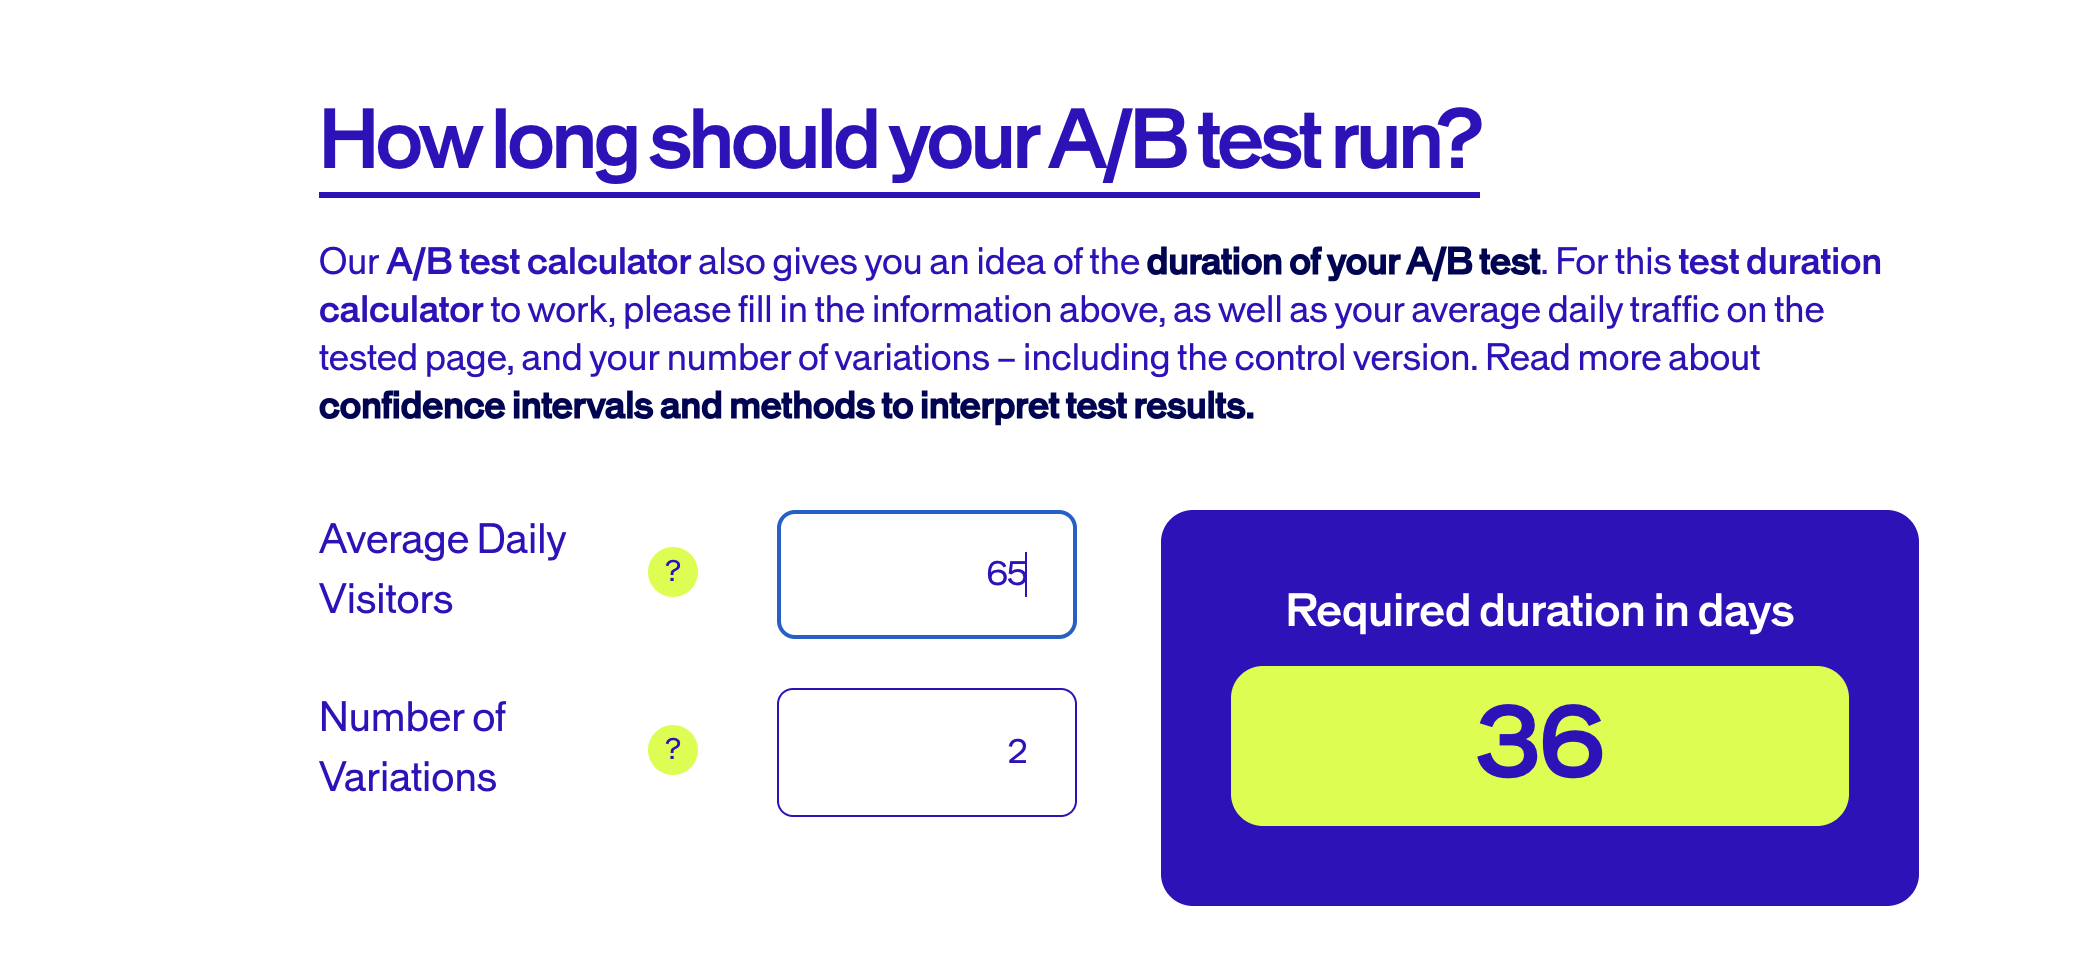 How long should your A/B test run?
Our A/B test calculator also gives you an idea of the duration of your A/B test. For this test duration
calculator to work, please fill in the information above, as well as your average daily traffic on the
tested page, and your number of variations – including the control version. Read more about
confidence intervals and methods to interpret test results.
Average Daily
Visitors
?
65
Number of
Variations
?
2
Required duration in days
36